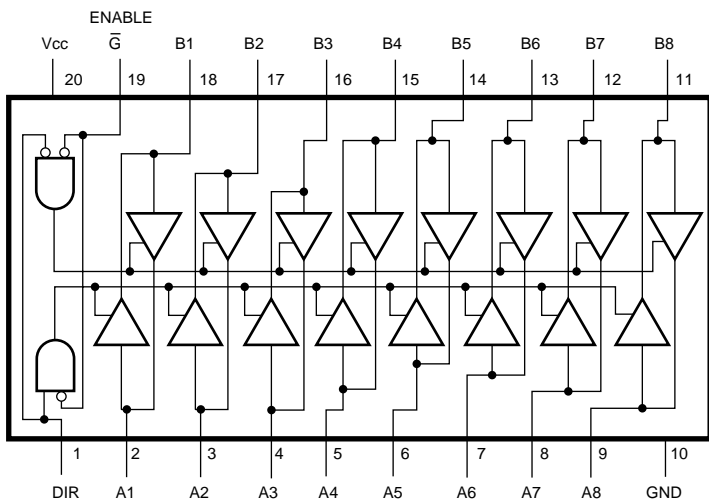 ENABLE
Vcc G̅ B1 B2 B3 B4 B5 B6 B7 B8
20 19 18 17 16 15 14 13 12 11
1 2 3 4 5 6 7 8 9 10
DIR A1 A2 A3 A4 A5 A6 A7 A8 GND